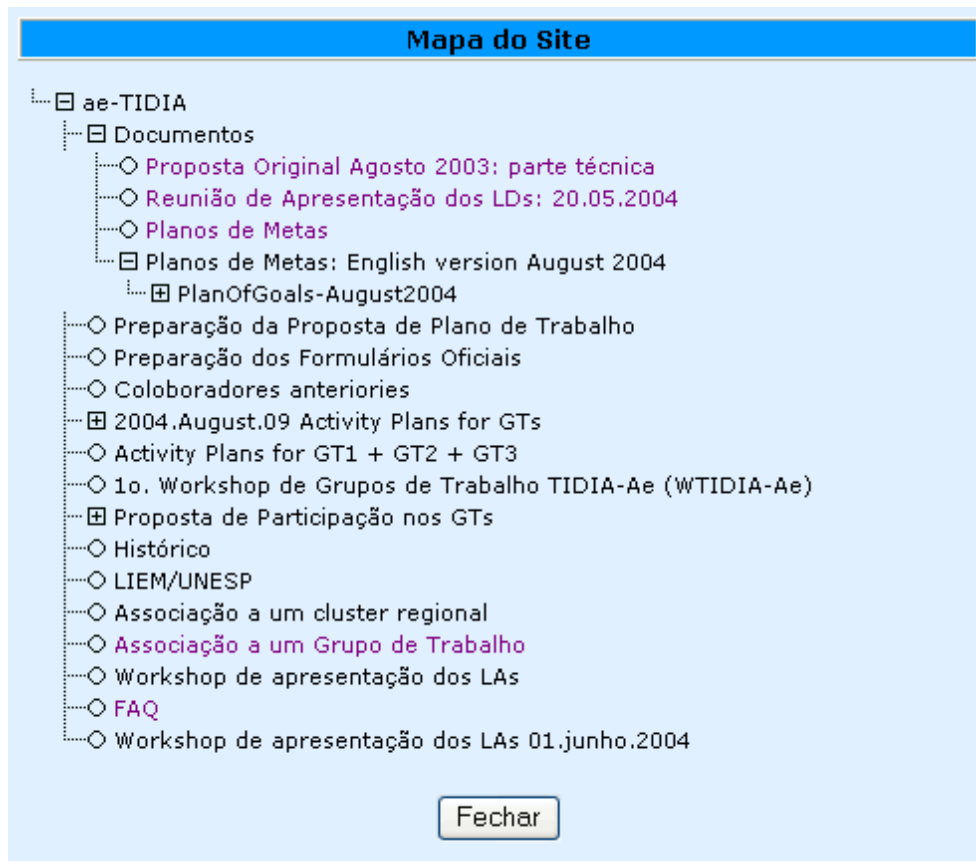 Mapa do Site
ae-TIDIA
Documentos
Proposta Original Agosto 2003: parte técnica
Reunião de Apresentação dos LDs: 20.05.2004
Planos de Metas
Planos de Metas: English version August 2004
PlanOfGoals-August2004
Preparação da Proposta de Plano de Trabalho
Preparação dos Formulários Oficiais
Coloboradores anteriories
2004.August.09 Activity Plans for GTs
Activity Plans for GT1 + GT2 + GT3
1o. Workshop de Grupos de Trabalho TIDIA-Ae (WTIDIA-Ae)
Proposta de Participação nos GTs
Histórico
LIEM/UNESP
Associação a um cluster regional
Associação a um Grupo de Trabalho
Workshop de apresentação dos LAs
FAQ
Workshop de apresentação dos LAs 01.junho.2004
Fechar